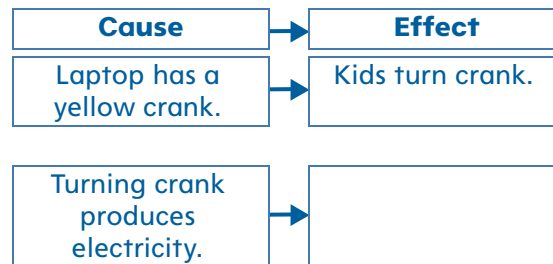 Cause Effect
Laptop has a
yellow crank.
Kids turn crank.
Turning crank
produces
electricity.